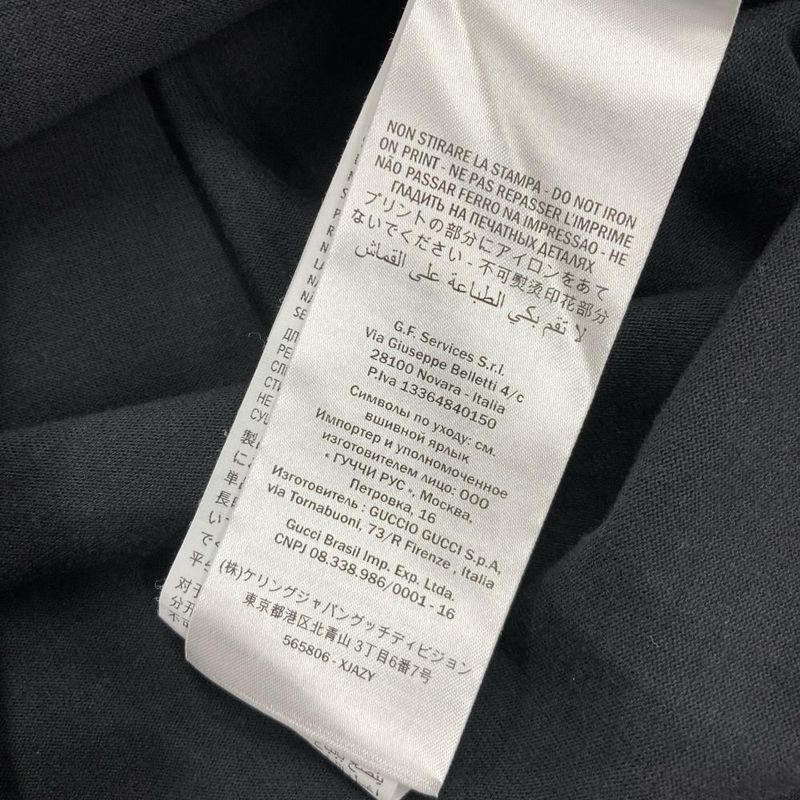 NON STIRARE LA STAMPA - DO NOT IRON
ON PRINT - NE PAS REPASSER L'IMPRIME
NÃO PASSAR FERRO NA IMPRESSÃO - НЕ
ГЛАДИТЬ НА ПЕЧАТНЫХ ДЕТАЛЯХ
プリントの部分にアイロンをあて
ないでください - 不可熨烫印花部分
لا تقم بكي الطباعة على القماش
G.F. Services S.r.l.
Via Giuseppe Belletti 4/c
28100 Novara - Italia
P.Iva 13364840150
Символы по уходу: см.
вшивной ярлык
Импортер и уполномоченное
изготовителем лицо: ООО
« ГУЧЧИ РУС », Москва,
Петровка, 16
Изготовитель : GUCCIO GUCCI S.p.A,
via Tornabuoni, 73/R Firenze , Italia
Gucci Brasil Imp. Exp. Ltda.
CNPJ 08.338.986/0001 - 16
(株)ケリングジャパングッチディビジョン
東京都港区北青山 3丁目6番7号
565806 - XJAZY